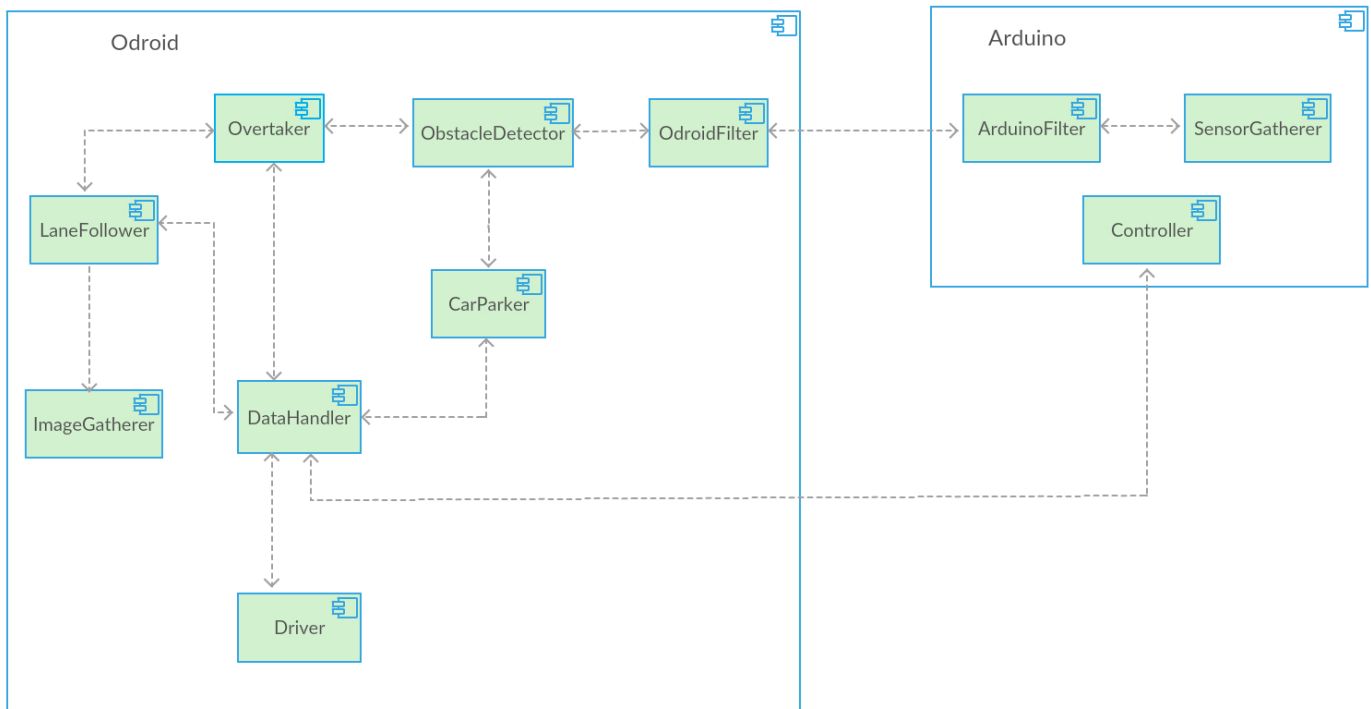 Odroid
Arduino
Overtaker
ObstacleDetector
OdroidFilter
ArduinoFilter
SensorGatherer
LaneFollower
Controller
CarParker
ImageGatherer
DataHandler
Driver